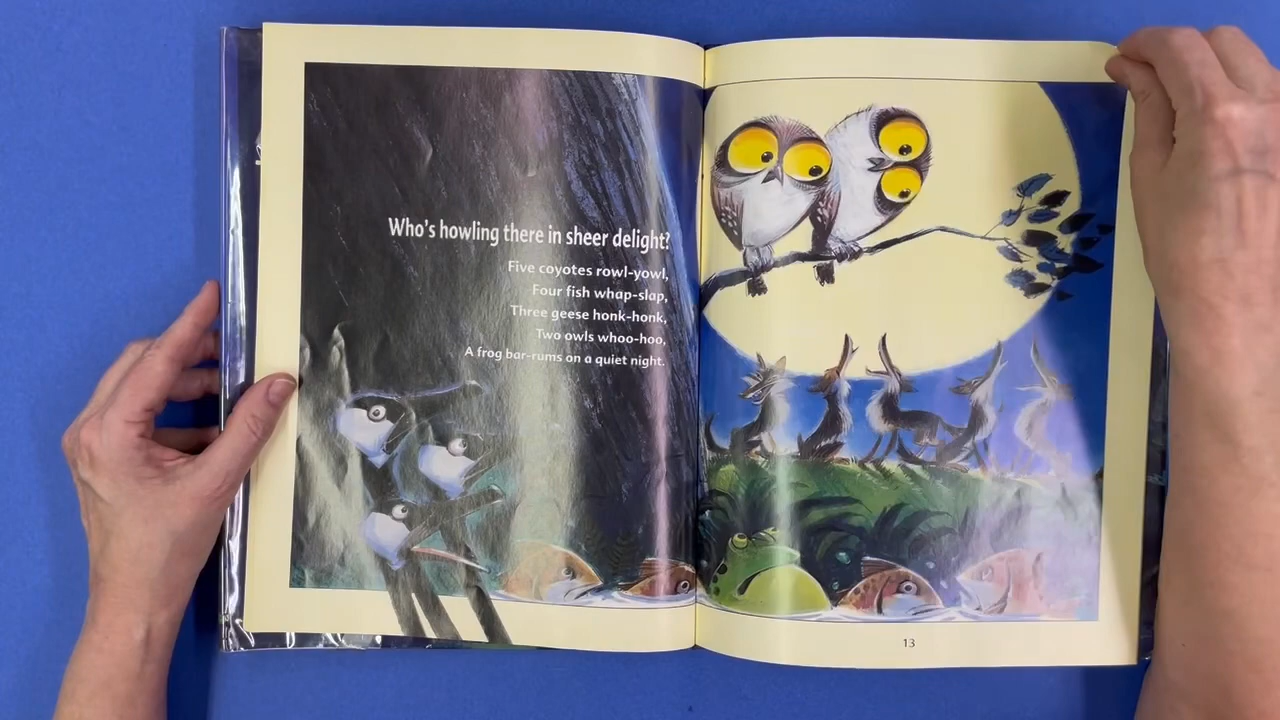 Who's howling there in sheer delight?
Five coyotes rowl-yowl,
Four fish whap-slap,
Three geese honk-honk,
Two owls whoo-hoo,
A frog bar-rums on a quiet night.
13